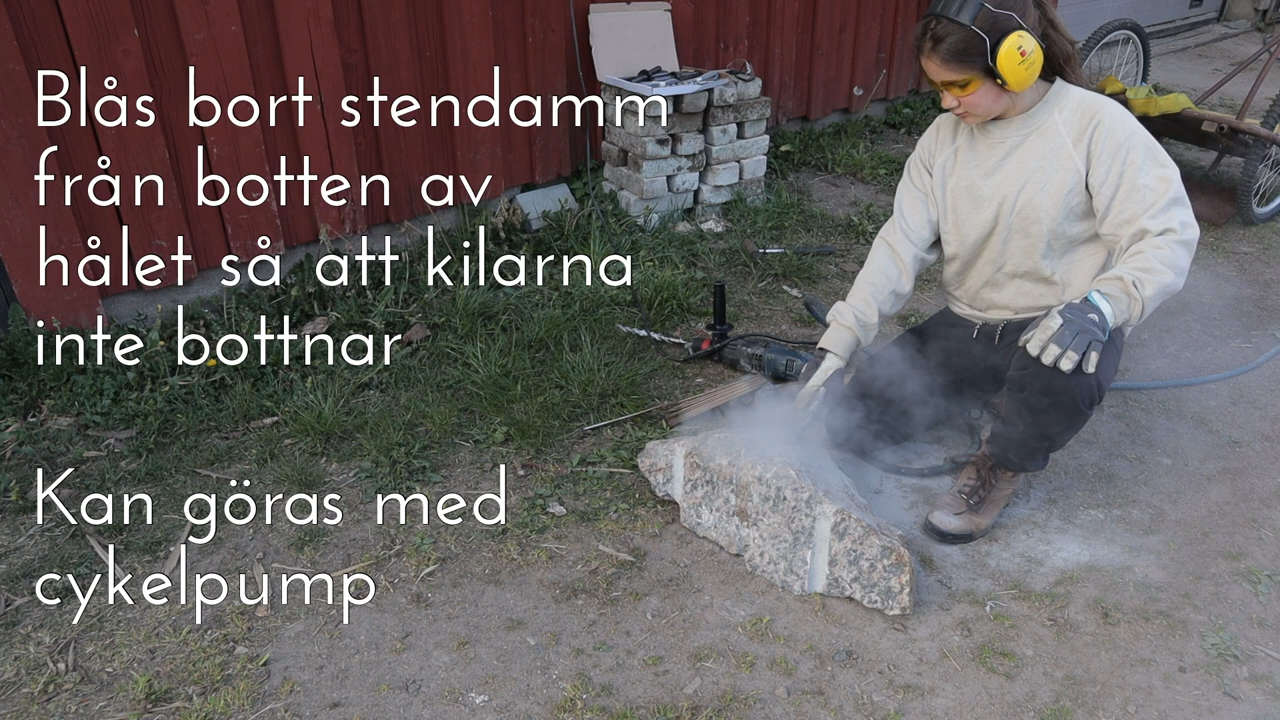 Blås bort stendamm
från botten av
hålet så att kilarna
inte bottnar
Kan göras med
cykelpump